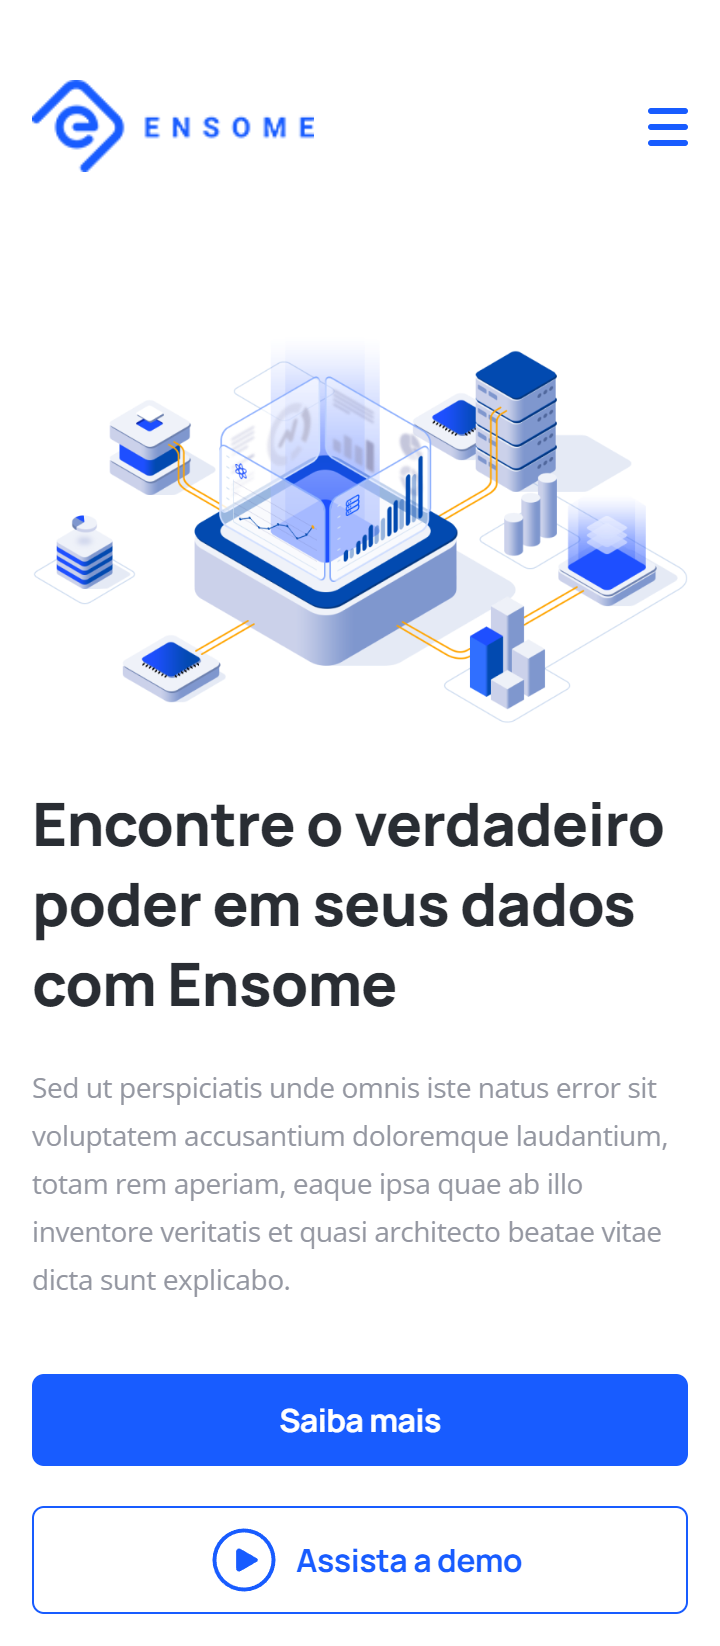 ENSOME
Encontre o verdadeiro
poder em seus dados
com Ensome
Sed ut perspiciatis unde omnis iste natus error sit
voluptatem accusantium doloremque laudantium,
totam rem aperiam, eaque ipsa quae ab illo
inventore veritatis et quasi architecto beatae vitae
dicta sunt explicabo.
Saiba mais
Assista a demo